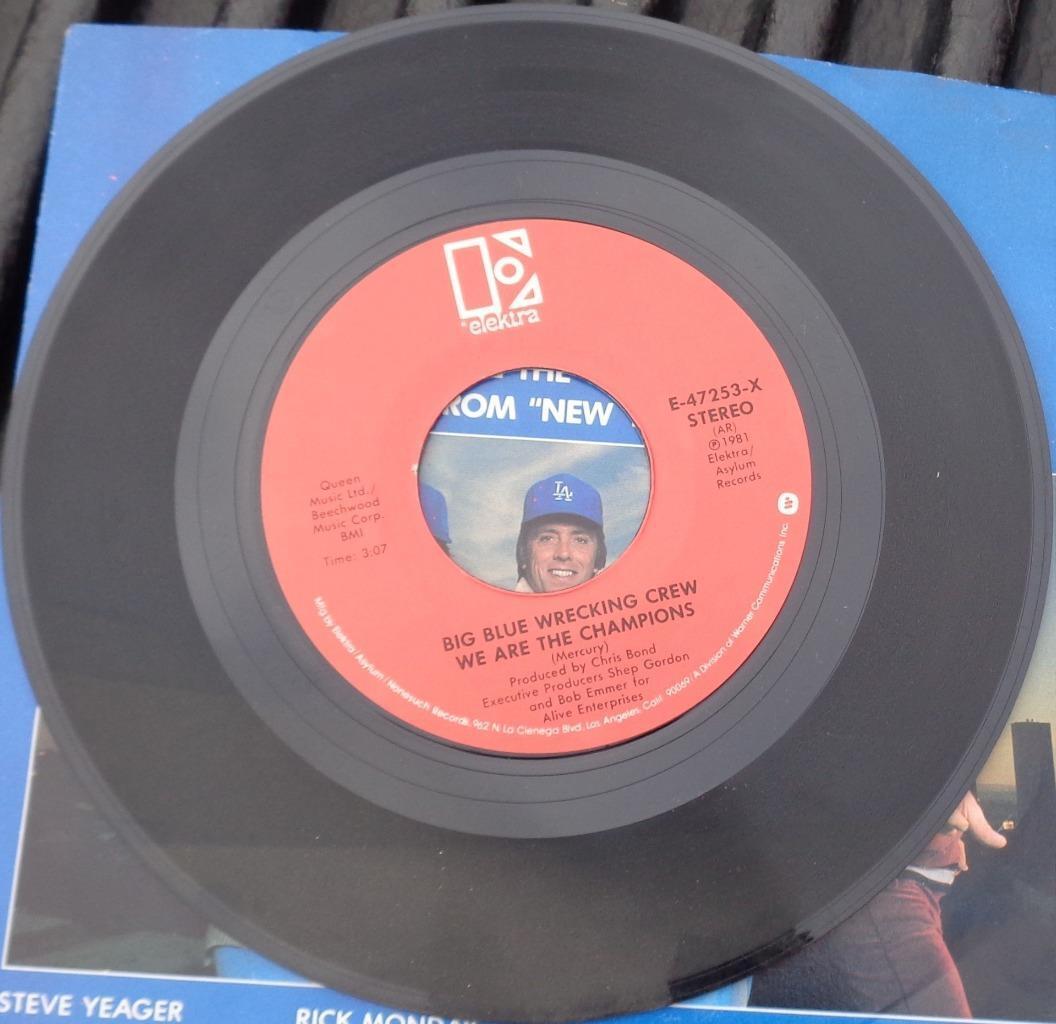 elektra
THE
ROM "NEW
LA
E-47253-X
STEREO
(AR)
℗ 1981
Elektra/
Asylum
Records
Queen
Music Ltd./
Beechwood
Music Corp.
BMI
Time: 3:07
BIG BLUE WRECKING CREW
WE ARE THE CHAMPIONS
(Mercury)
Produced by Chris Bond
Executive Producers Shep Gordon
and Bob Emmer for
Alive Enterprises
Mfg by Elektra/Asylum/Nonesuch Records, 962 N. La Cienega Blvd., Los Angeles, Calif. 90069/A Division of Warner Communications Inc.
STEVE YEAGER
RICK MONDAY